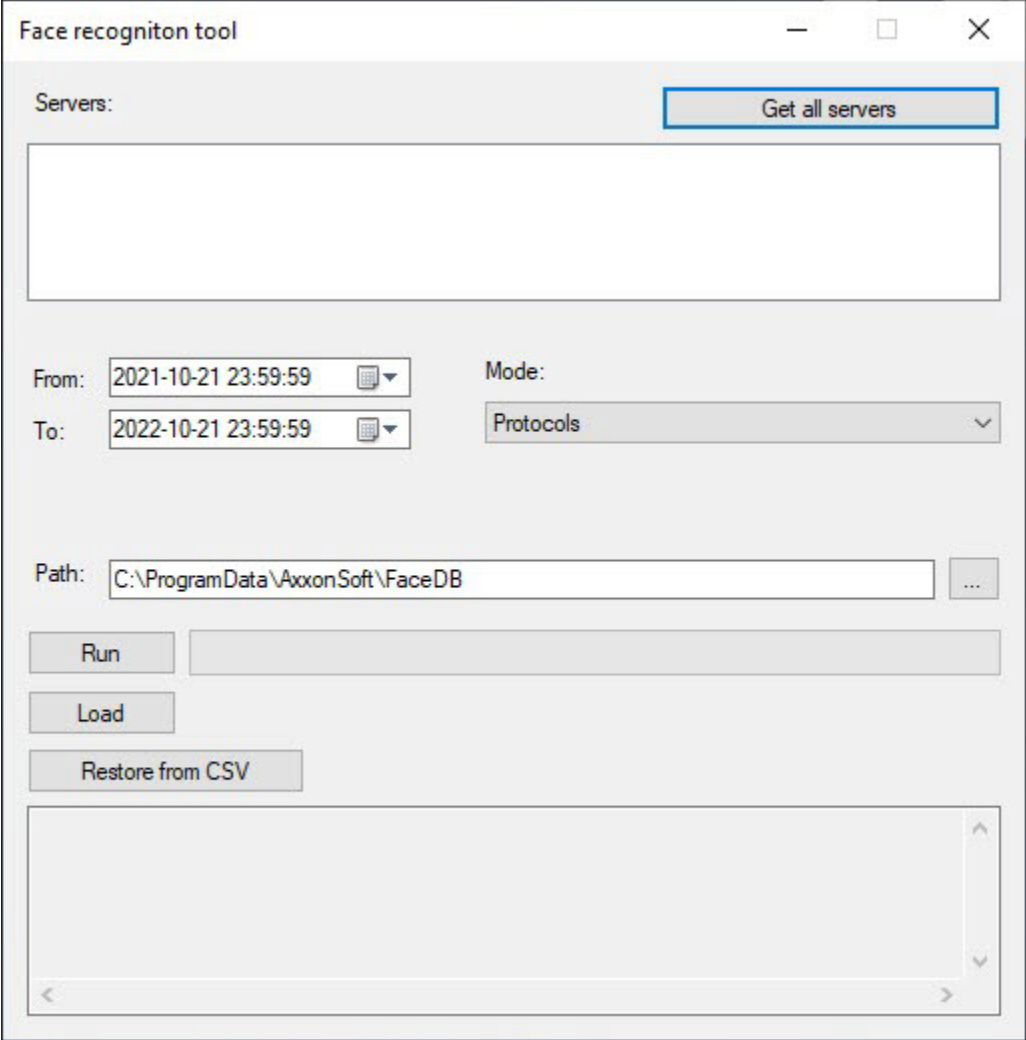 Face recogniton tool
Servers:
Get all servers
From: 2021-10-21 23:59:59
Mode:
To: 2022-10-21 23:59:59
Protocols
Path: C:\ProgramData\AxxonSoft\FaceDB ...
Run
Load
Restore from CSV